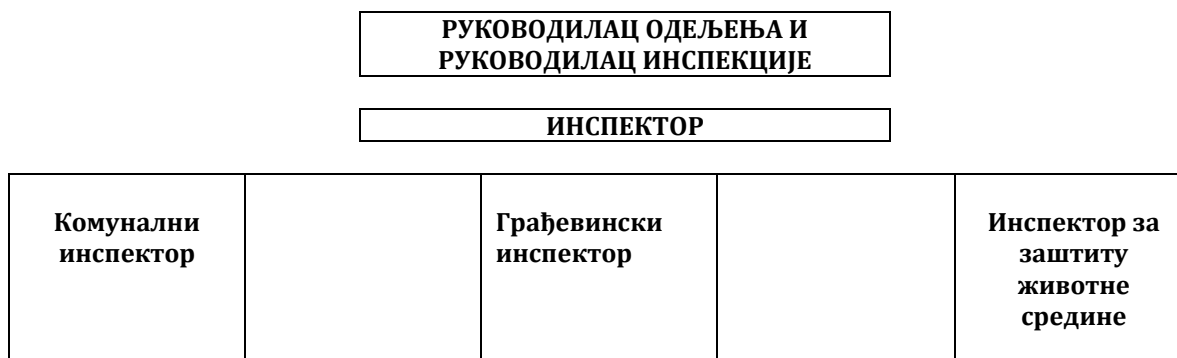 РУКОВОДИЛАЦ ОДЕЉЕЊА И
РУКОВОДИЛАЦ ИНСПЕКЦИЈЕ
ИНСПЕКТОР
Комунални
инспектор
Грађевински
инспектор
Инспектор за
заштиту
животне
средине